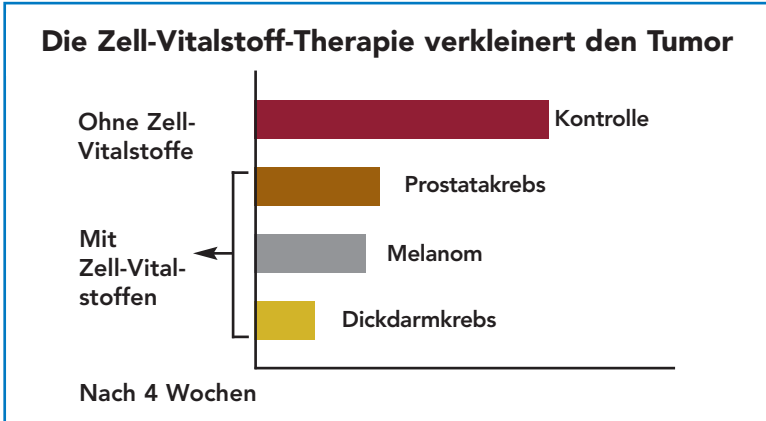 Die Zell-Vitalstoff-Therapie verkleinert den Tumor
Ohne Zell-
Vitalstoffe
Kontrolle
Prostatakrebs
Mit
Zell-Vital-
stoffen
Melanom
Dickdarmkrebs
Nach 4 Wochen